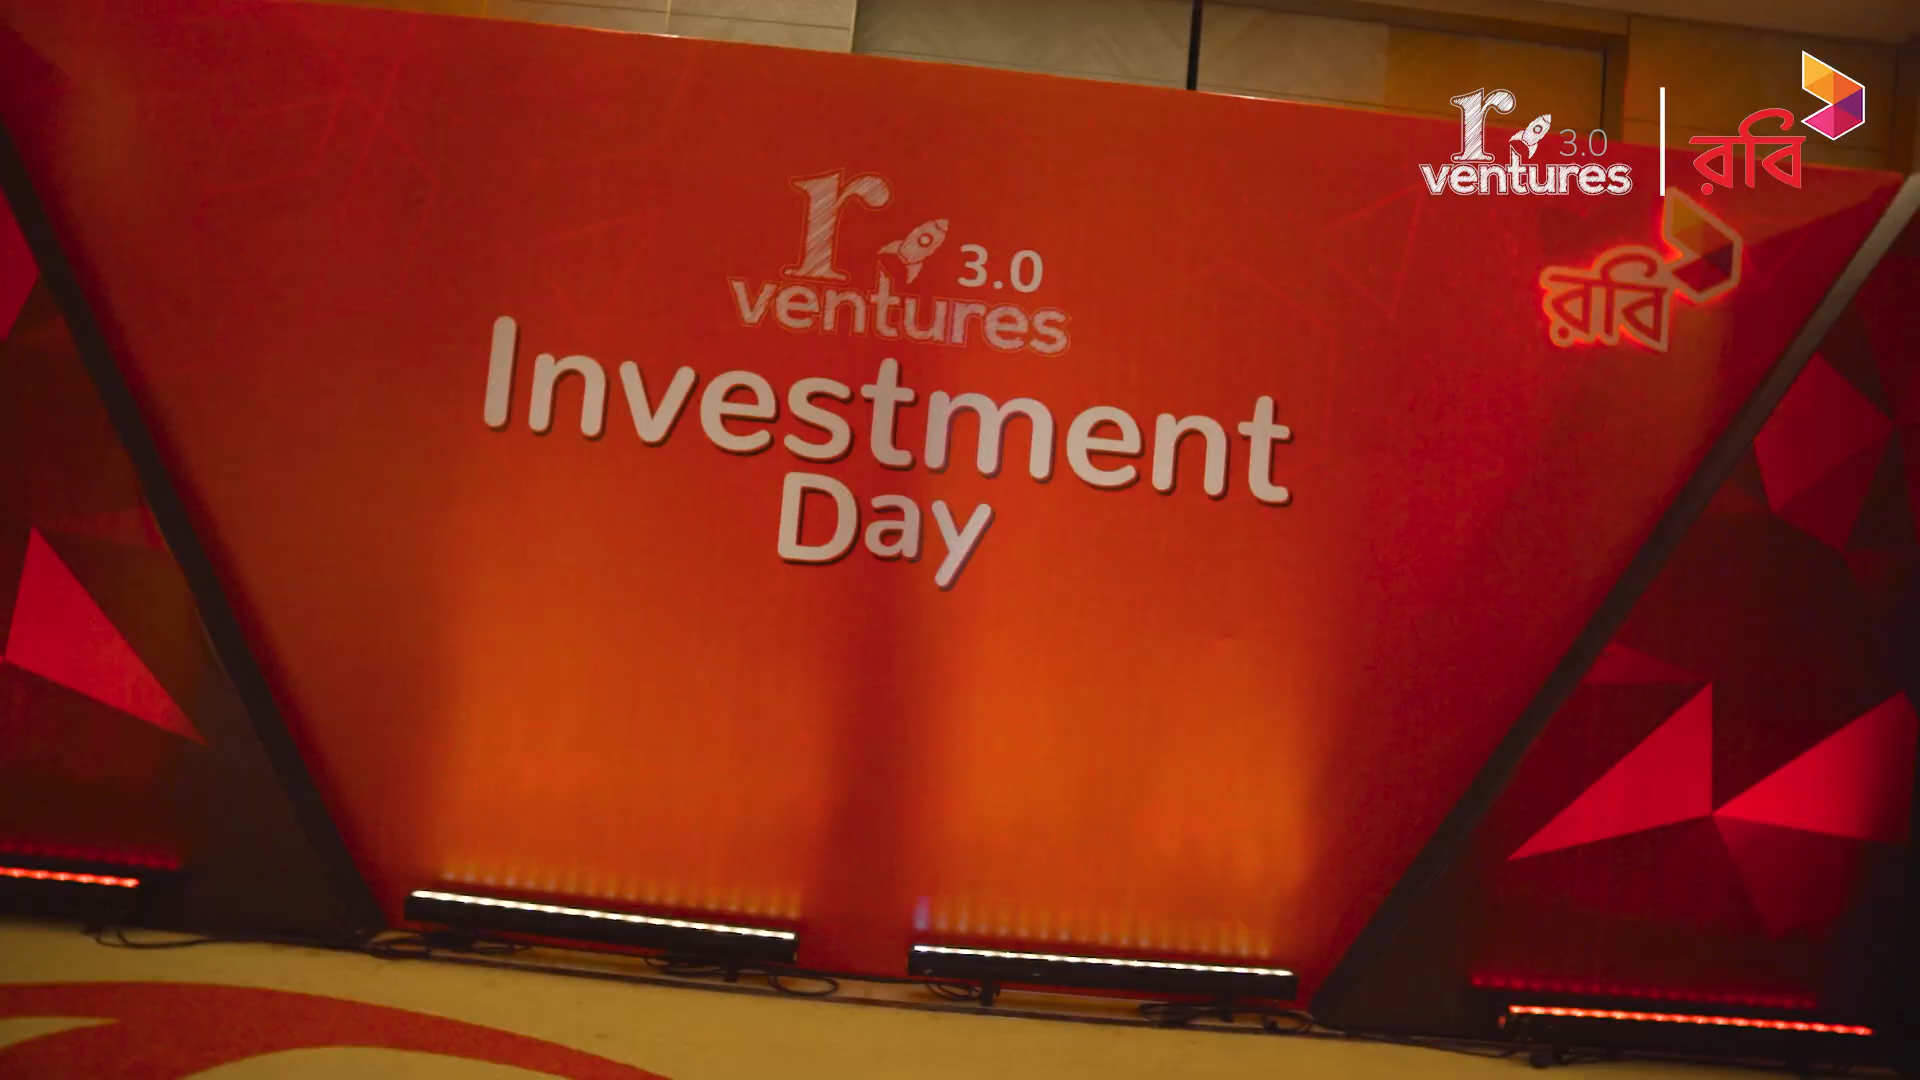 r 3.0
ventures
রবি
r 3.0
ventures
রবি
Investment
Day